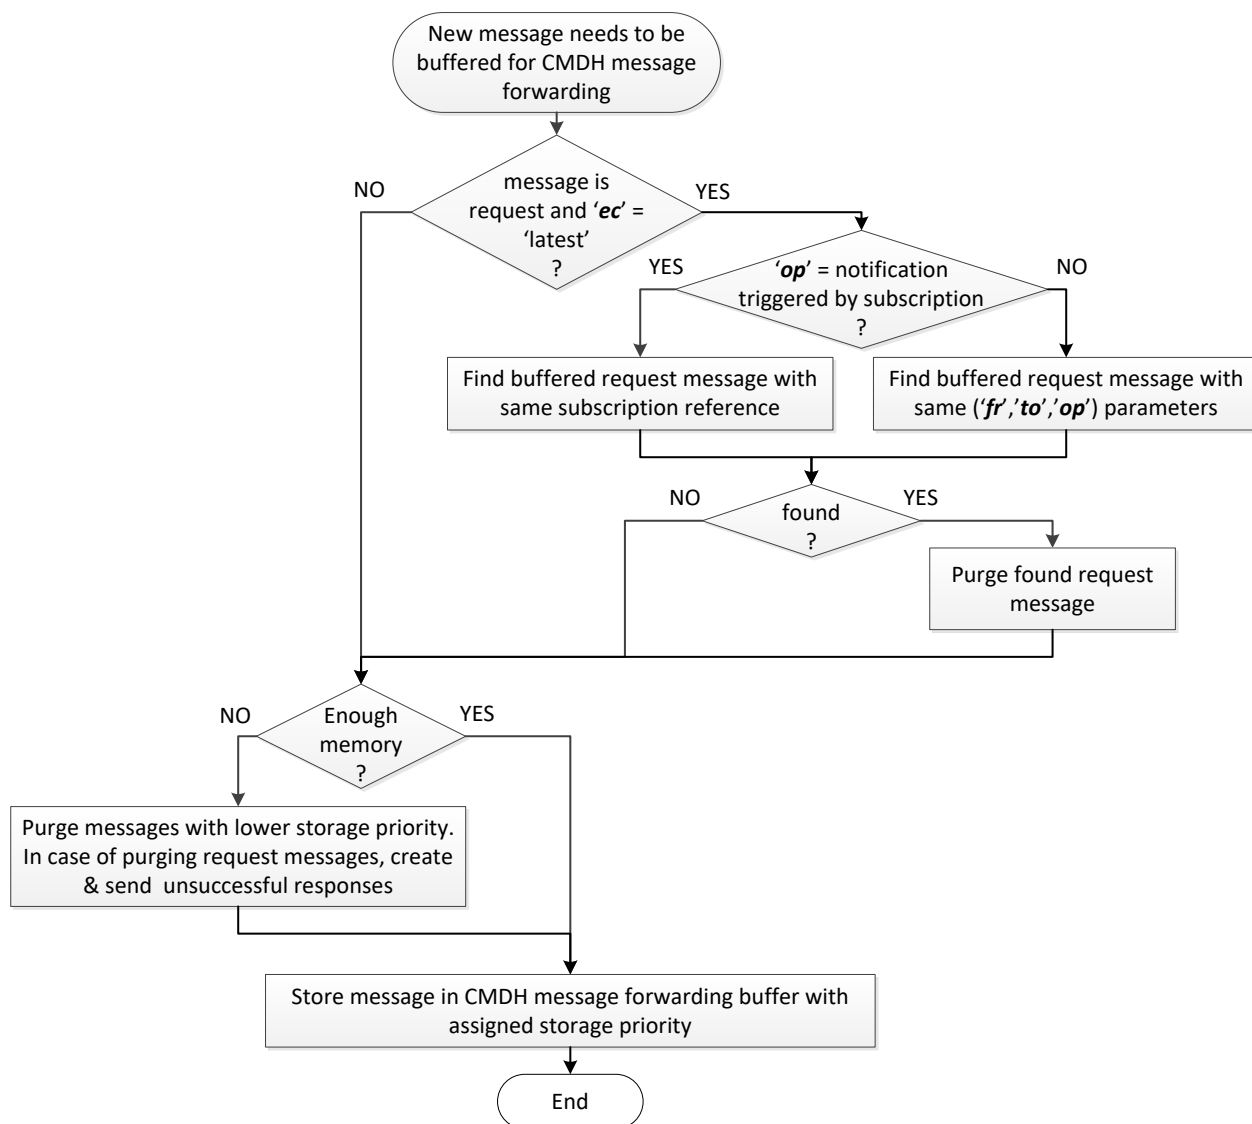 New message needs to be
buffered for CMDH message
forwarding
message is
request and ‘ec’ =
‘latest’
?
NO
YES
‘op’ = notification
triggered by subscription
?
YES
NO
Find buffered request message with
same subscription reference
Find buffered request message with
same (‘fr’,’to’,’op’) parameters
found
?
NO
YES
Purge found request
message
Enough
memory
?
NO
YES
Purge messages with lower storage priority.
In case of purging request messages, create
& send  unsuccessful responses
Store message in CMDH message forwarding buffer with
assigned storage priority
End